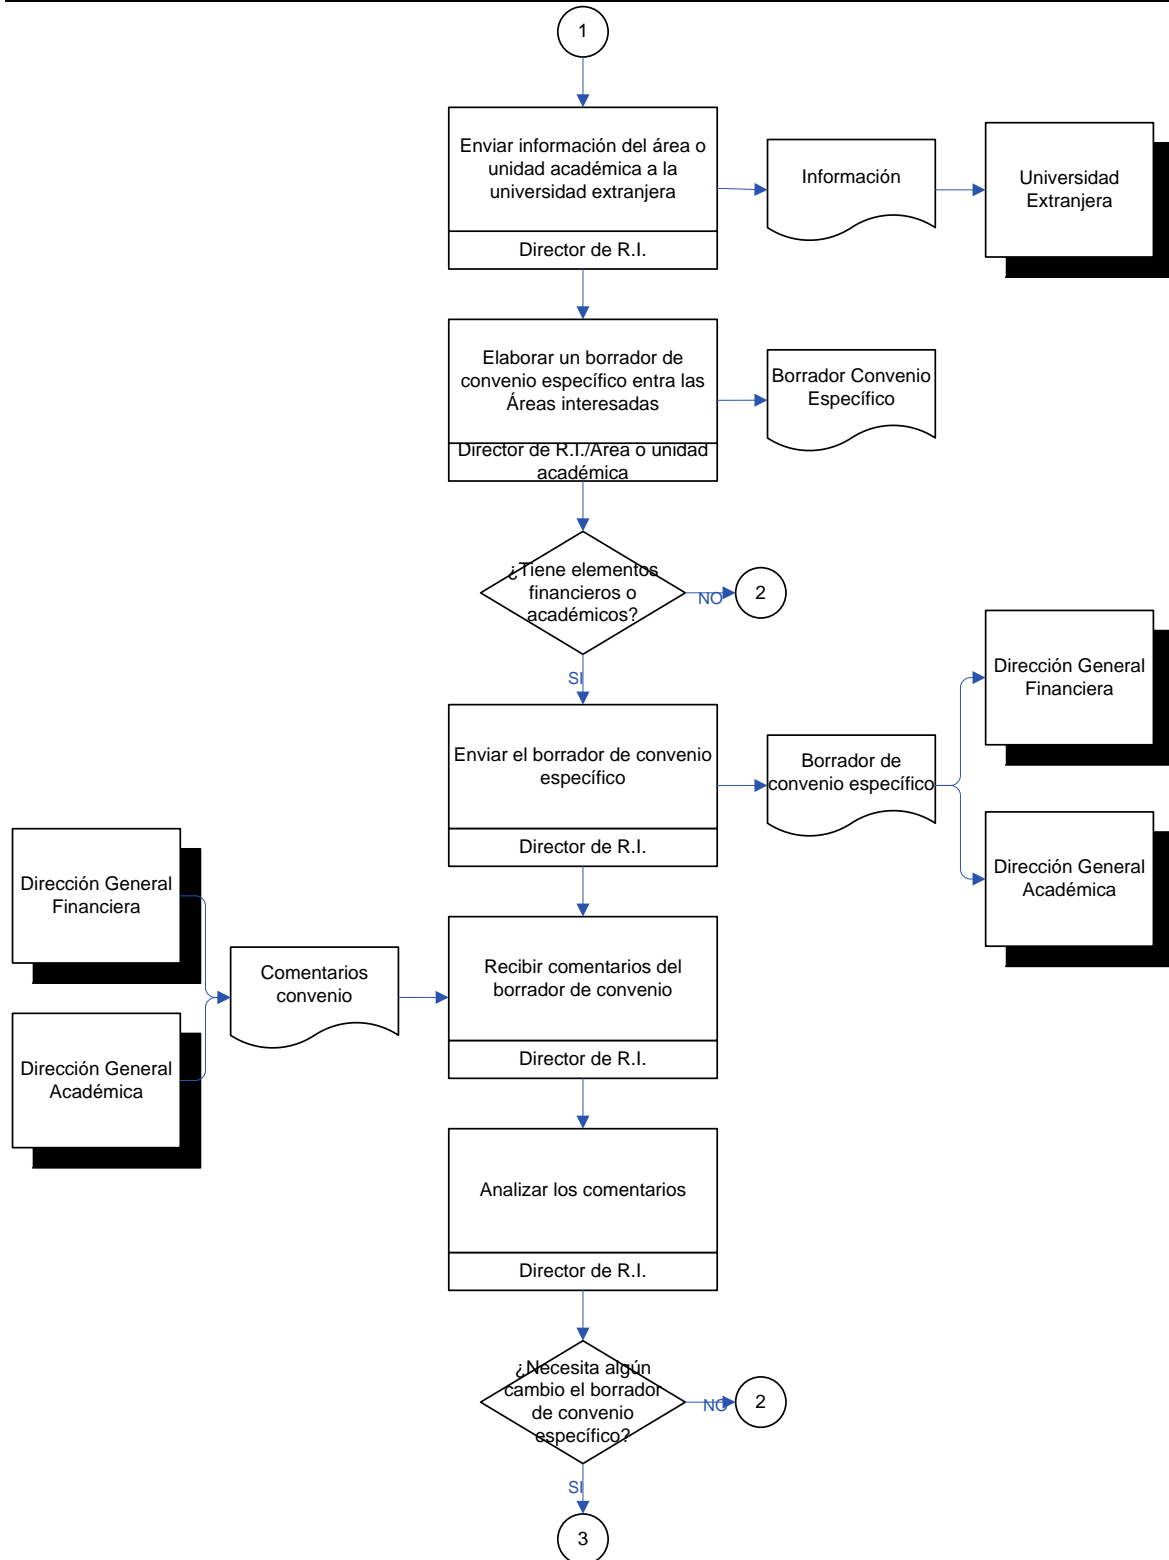 1
Enviar información del área o
unidad académica a la
universidad extranjera
Director de R.I.
Información
Universidad
Extranjera
Elaborar un borrador de
convenio específico entra las
Áreas interesadas
Director de R.I./Área o unidad
académica
Borrador Convenio
Específico
¿Tiene elementos
financieros o
académicos?
NO
2
SI
Enviar el borrador de convenio
específico
Director de R.I.
Borrador de
convenio específico
Dirección General
Financiera
Dirección General
Académica
Dirección General
Financiera
Dirección General
Académica
Comentarios
convenio
Recibir comentarios del
borrador de convenio
Director de R.I.
Analizar los comentarios
Director de R.I.
¿Necesita algún
cambio el borrador
de convenio
específico?
NO
2
SI
3